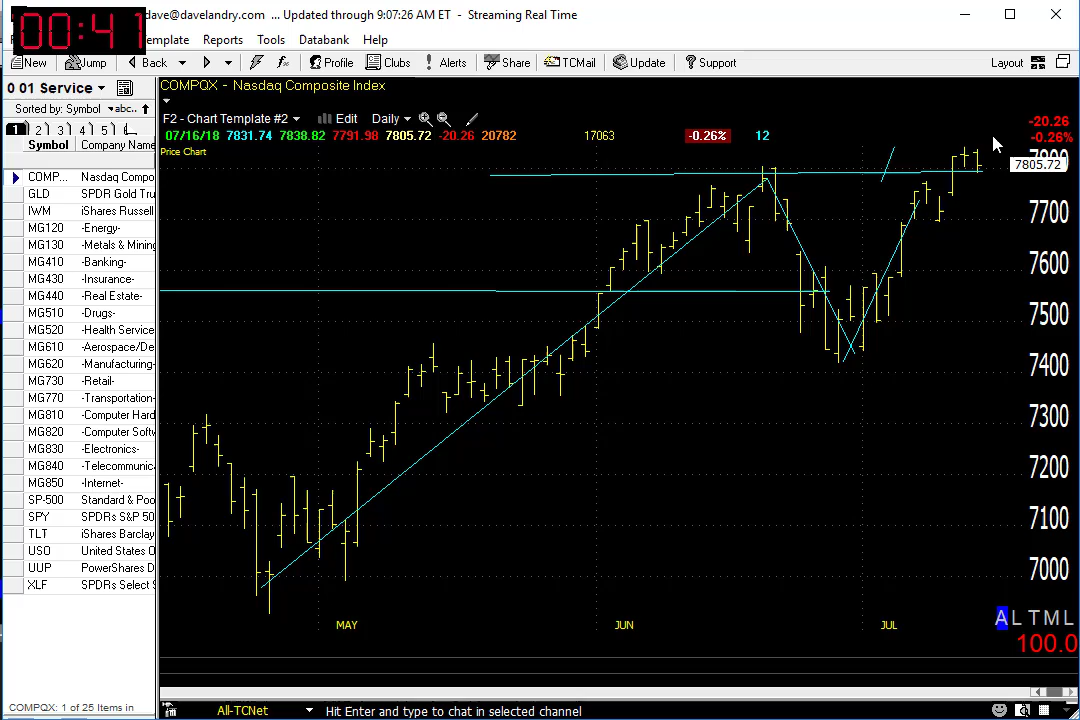 dave@davelandry.com ... Updated through 9:07:26 AM ET - Streaming Real Time
00:41
emplate Reports Tools Databank Help
New Jump Back Profile Clubs Alerts Share TCMail Update Support Layout
0 01 Service
Sorted by: Symbol abc..
1 2 3 4 5
Symbol Company Name
COMP... Nasdaq Compo
GLD SPDR Gold Tru
IWM iShares Russell
MG120 -Energy-
MG130 -Metals & Mining
MG410 -Banking-
MG430 -Insurance-
MG440 -Real Estate-
MG510 -Drugs-
MG520 -Health Service
MG610 -Aerospace/De
MG620 -Manufacturing-
MG730 -Retail-
MG770 -Transportation-
MG810 -Computer Hard
MG820 -Computer Softw
MG830 -Electronics-
MG840 -Telecommunic
MG850 -Internet-
SP-500 Standard & Poo
SPY SPDRs S&P 50
TLT iShares Barclay
USO United States O
UUP PowerShares D
XLF SPDRs Select S
COMPQX: 1 of 25 Items in
COMPQX - Nasdaq Composite Index
F2 - Chart Template #2 Edit Daily
07/16/18 7831.74 7838.82 7791.98 7805.72 -20.26 20782 17063 -0.26% 12
Price Chart
-20.26
-0.26%
7805.72
7700
7600
7500
7400
7300
7200
7100
7000
MAY JUN JUL
A L T M L
100.0
All-TCNet Hit Enter and type to chat in selected channel